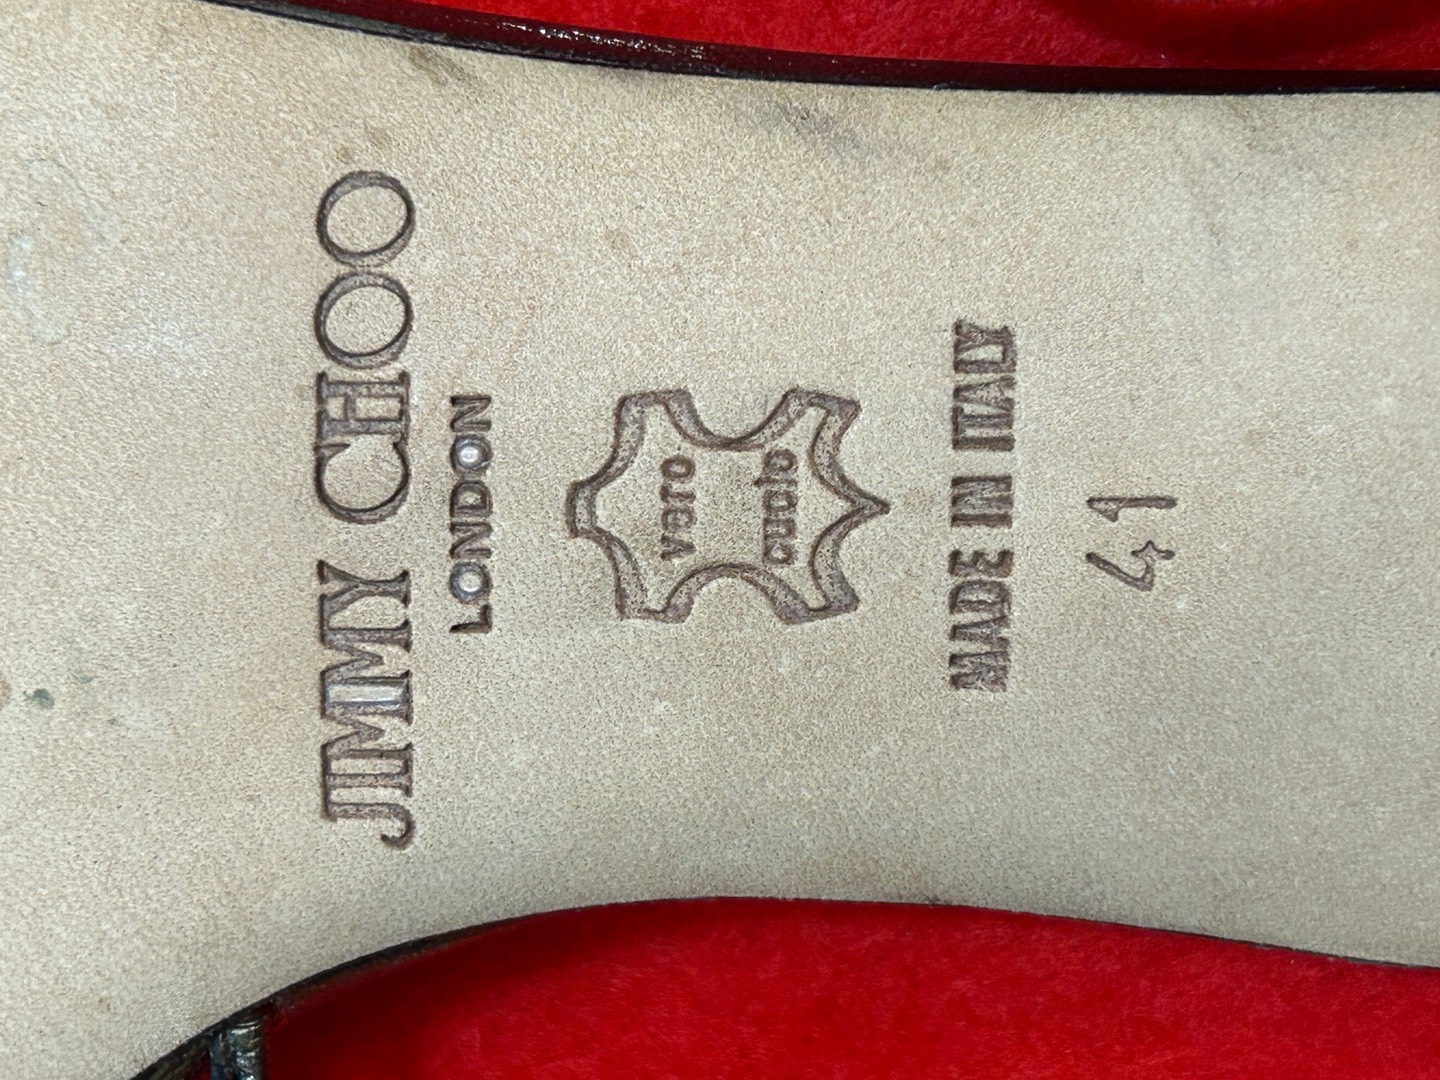 JIMMY CHOO
LONDON
vero
cuoio
MADE IN ITALY
41